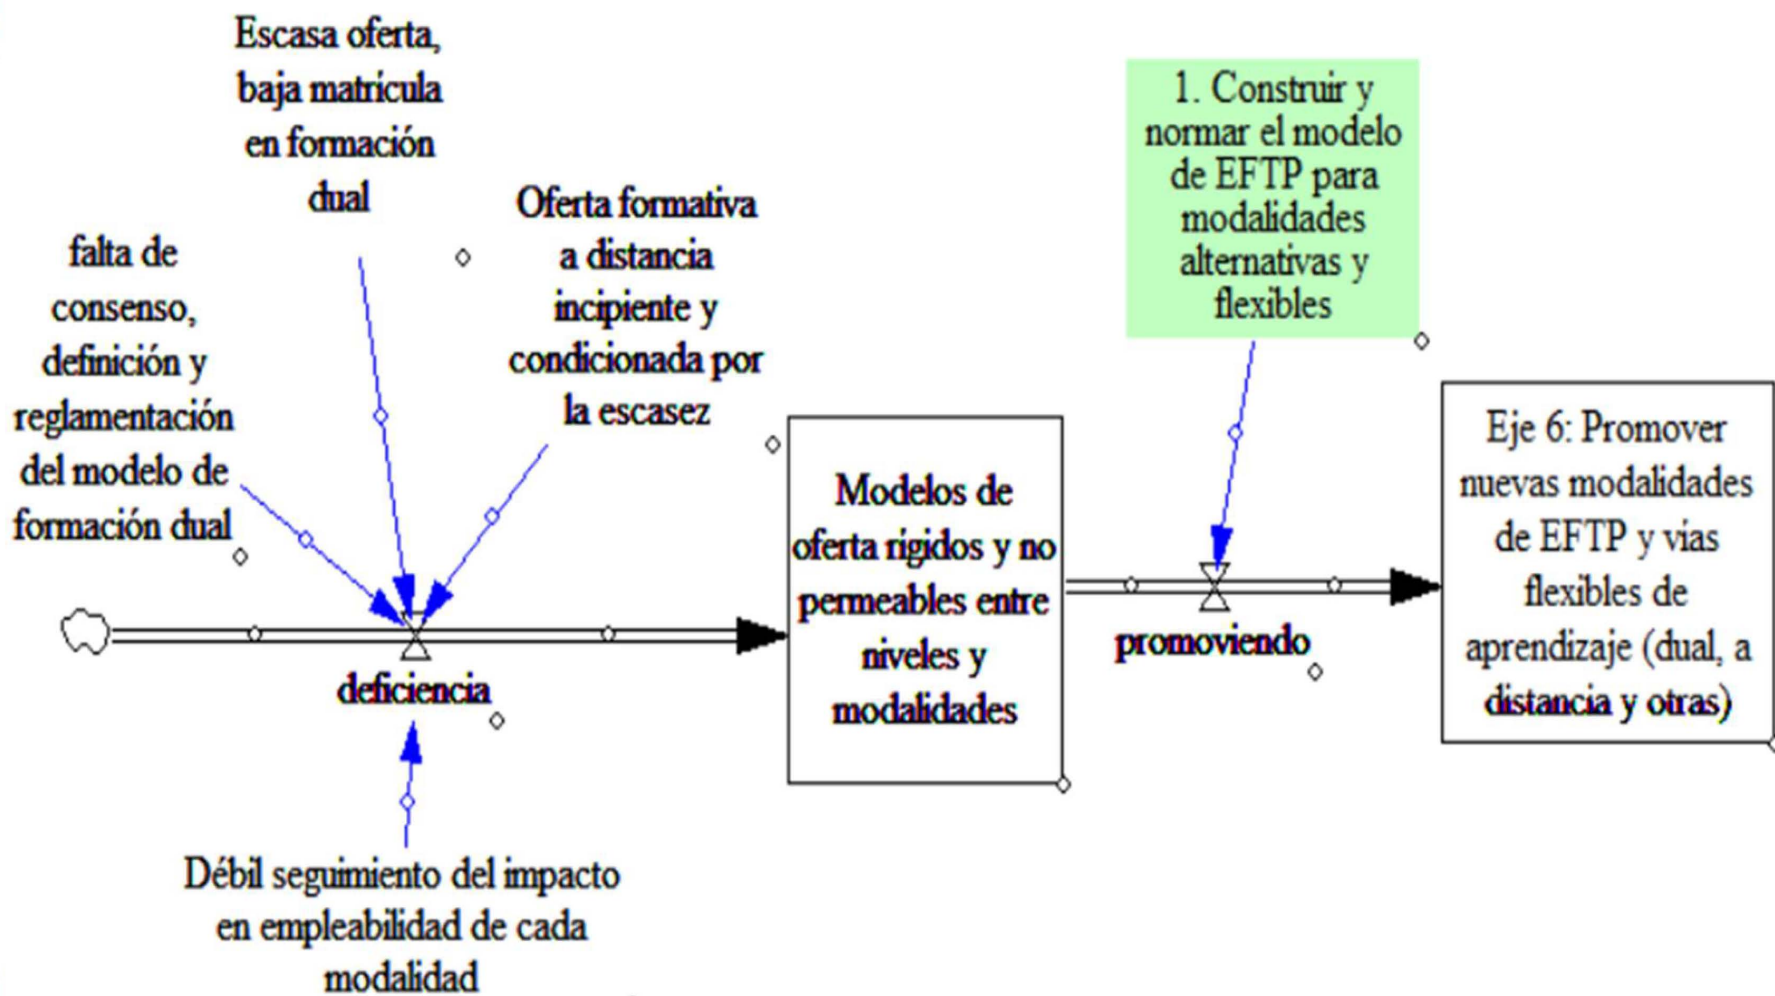 Escasa oferta,
baja matrícula
en formación
dual
falta de
consenso,
definición y
reglamentación
del modelo de
formación dual
Oferta formativa
a distancia
incipiente y
condicionada por
la escasez
1. Construir y
normar el modelo
de EFTP para
modalidades
alternativas y
flexibles
Modelos de
oferta rígidos y no
permeables entre
niveles y
modalidades
Eje 6: Promover
nuevas modalidades
de EFTP y vías
flexibles de
aprendizaje (dual, a
distancia y otras)
promoviendo
deficiencia
Débil seguimiento del impacto
en empleabilidad de cada
modalidad